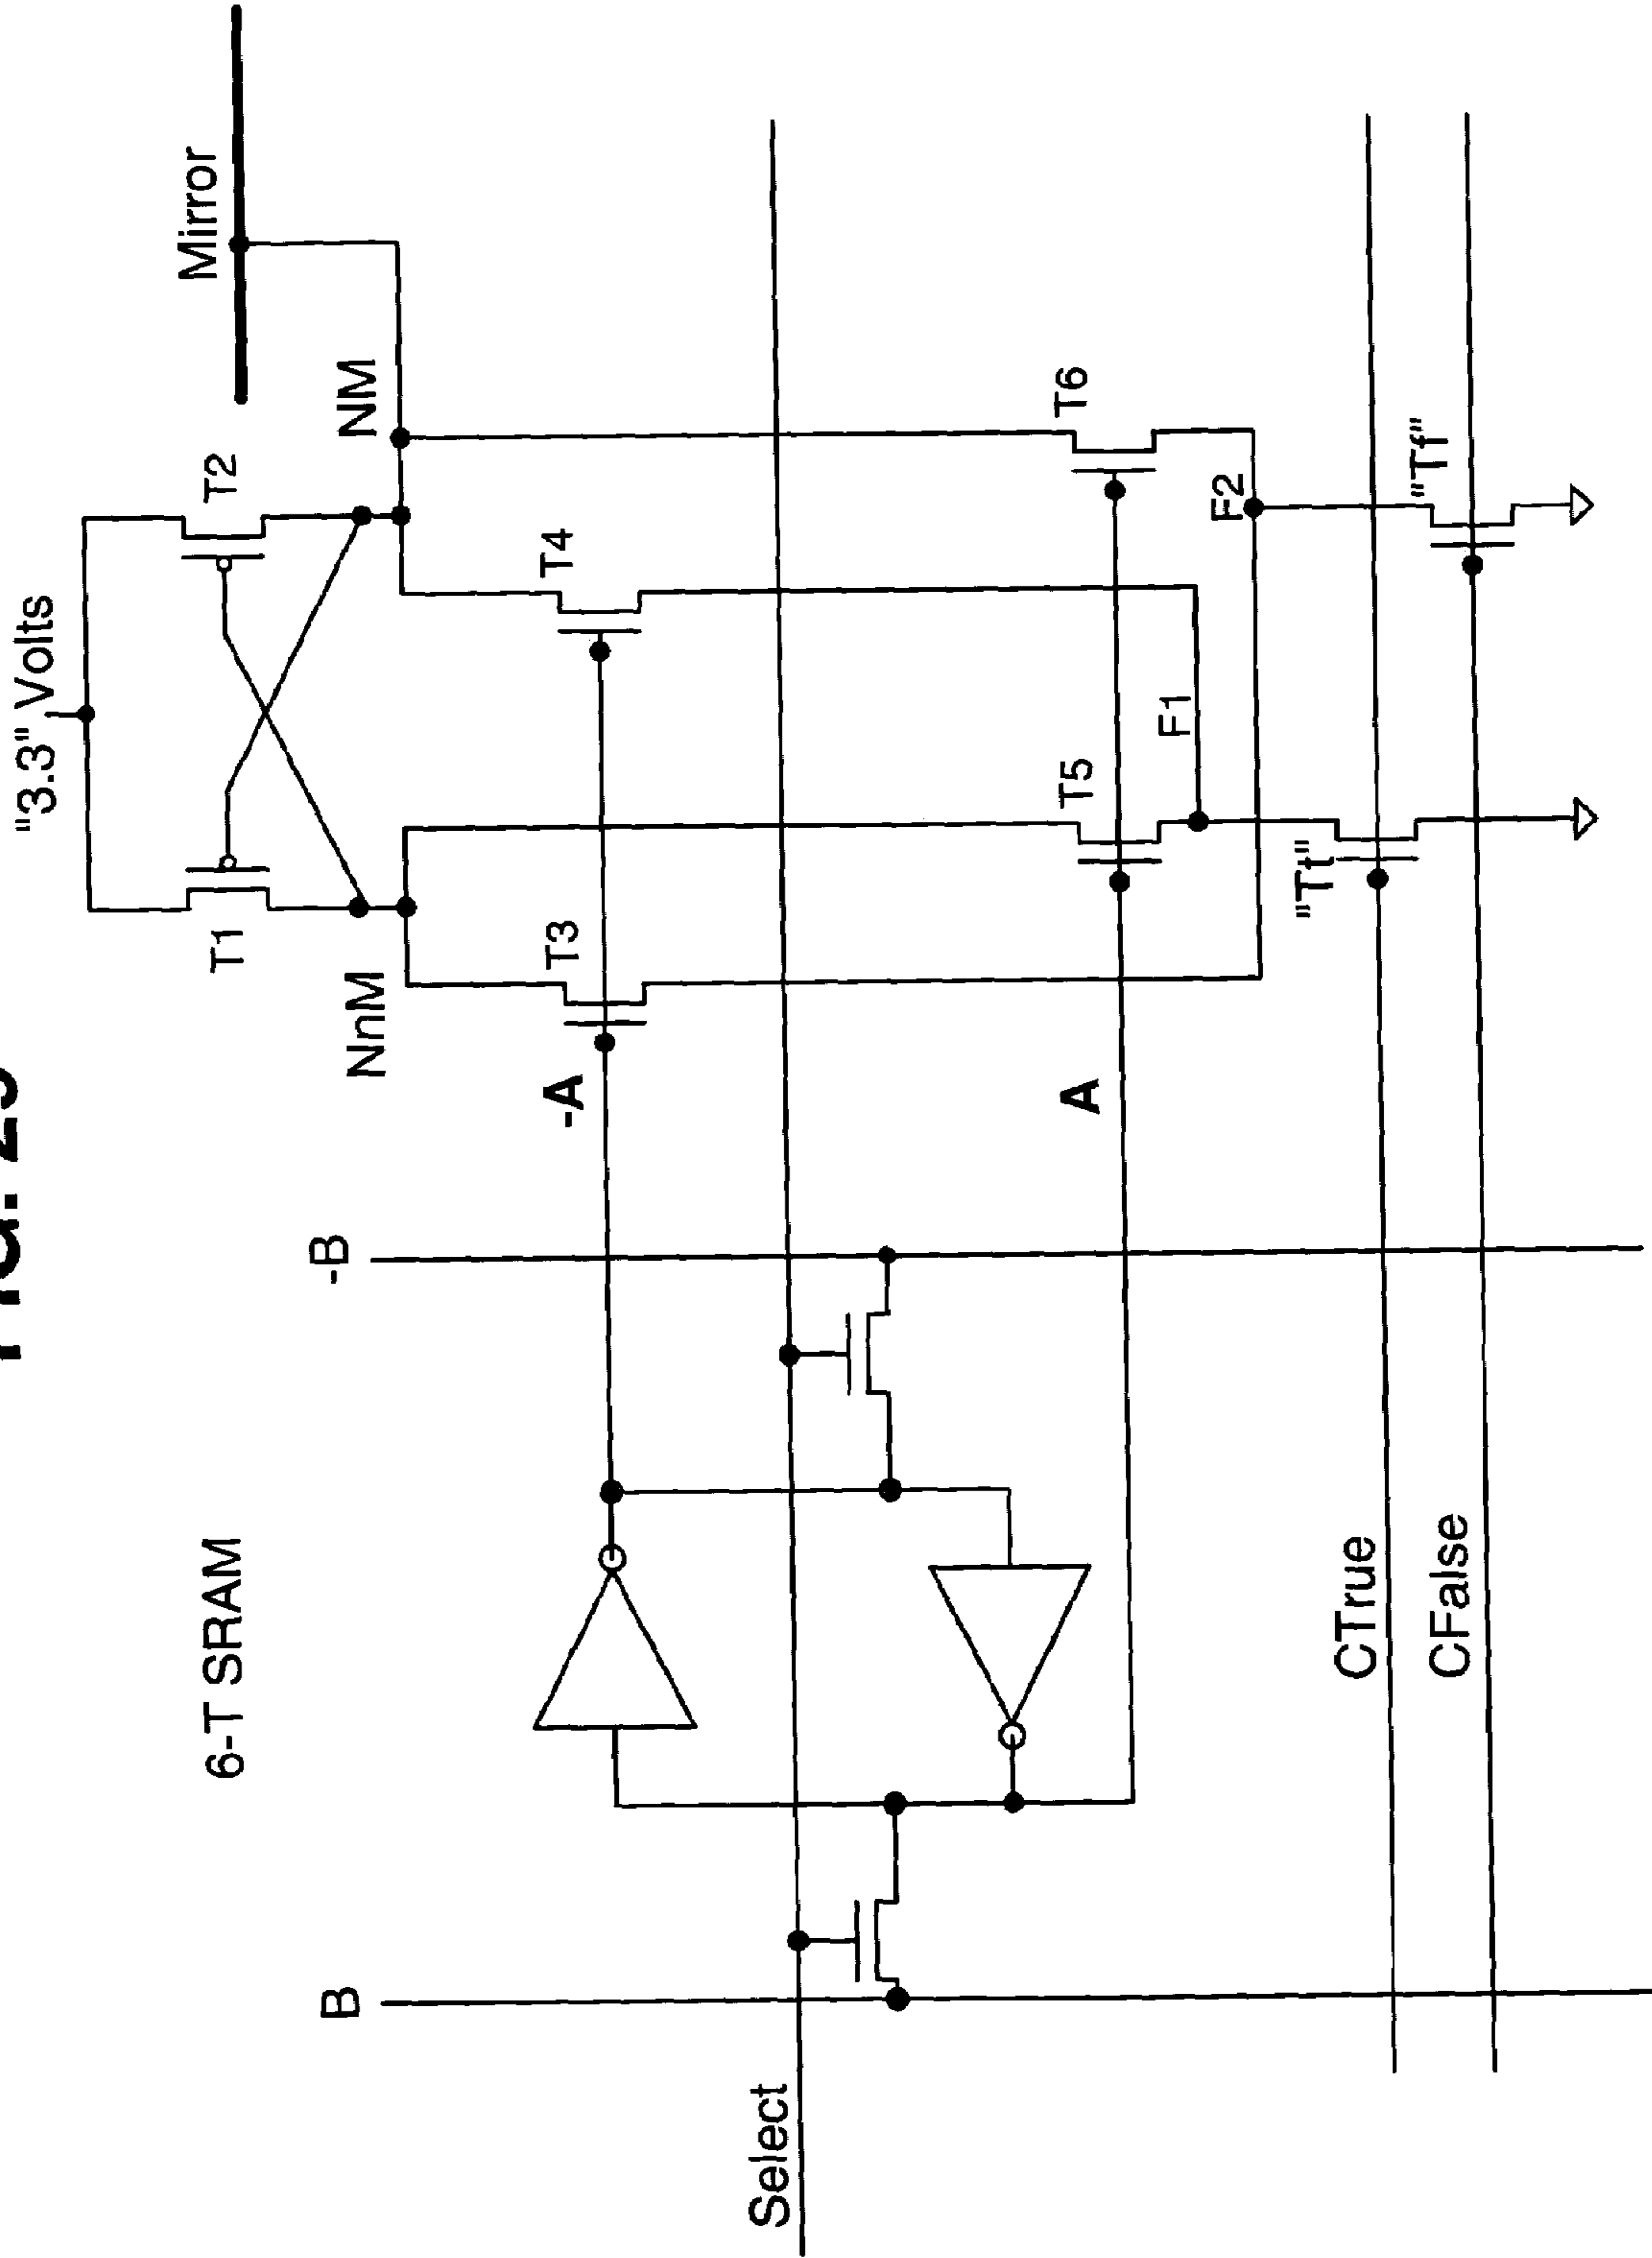 6-T SRAM
"3.3" Volts
Mirror
T1
T2
B
-B
NnM
NM
-A
T3
T4
Select
A
T5
T6
F1
F2
CTrue
"Tt"
CFalse
"Tf"